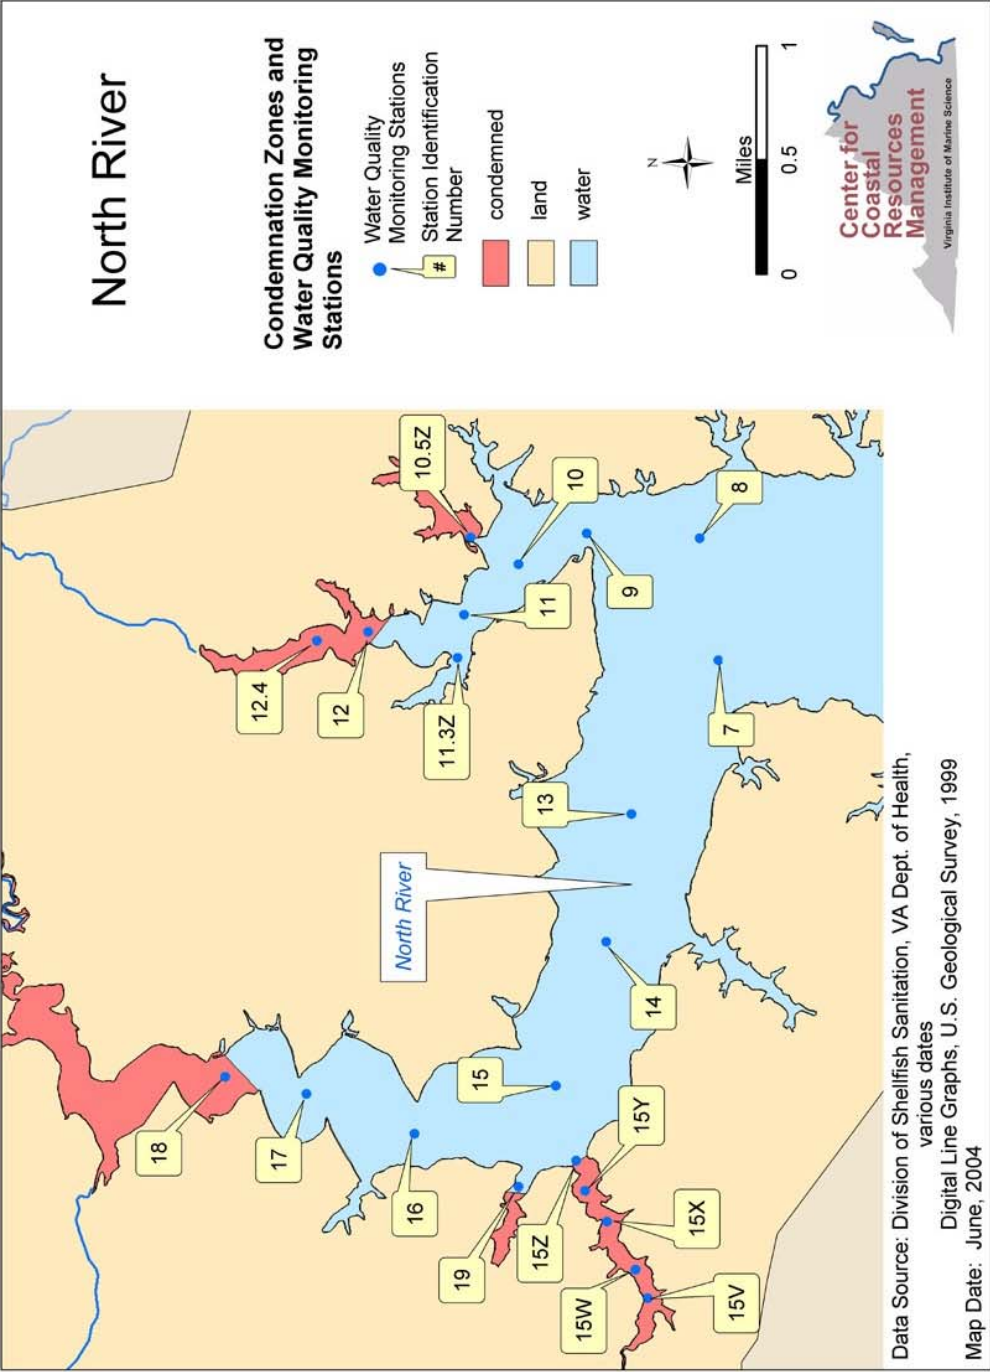 North River
Condemnation Zones and
Water Quality Monitoring
Stations
Water Quality
Monitoring Stations
#
Station Identification
Number
condemned
land
water
N
Miles
0 0.5 1
Center for
Coastal
Resources
Management
Virginia Institute of Marine Science
18
17
16
19
15Z
15W
15V
15X
15Y
15
14
North River
13
7
12.4
12
11.3Z
11
9
10
10.5Z
8
Data Source: Division of Shellfish Sanitation, VA Dept. of Health,
various dates
Digital Line Graphs, U.S. Geological Survey, 1999
Map Date: June, 2004